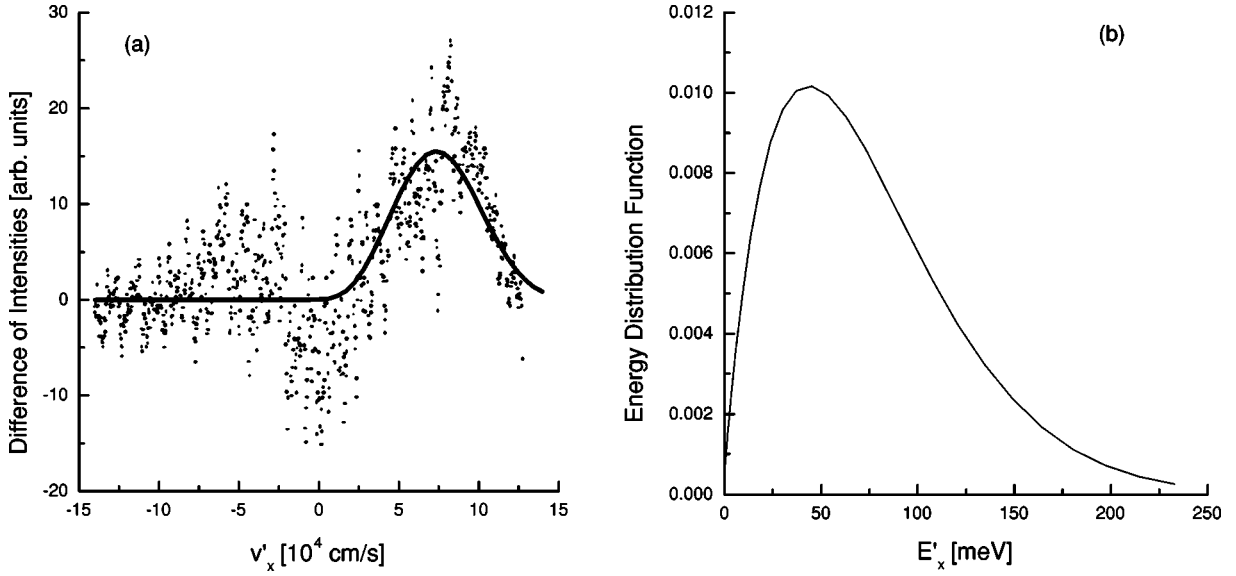 (a)
30
20
10
0
-10
-20
Difference of Intensities [arb. units]
-15 -10 -5 0 5 10 15
v'x [10^4 cm/s]
(b)
0.012
0.010
0.008
0.006
0.004
0.002
0.000
Energy Distribution Function
0 50 100 150 200 250
E'x [meV]